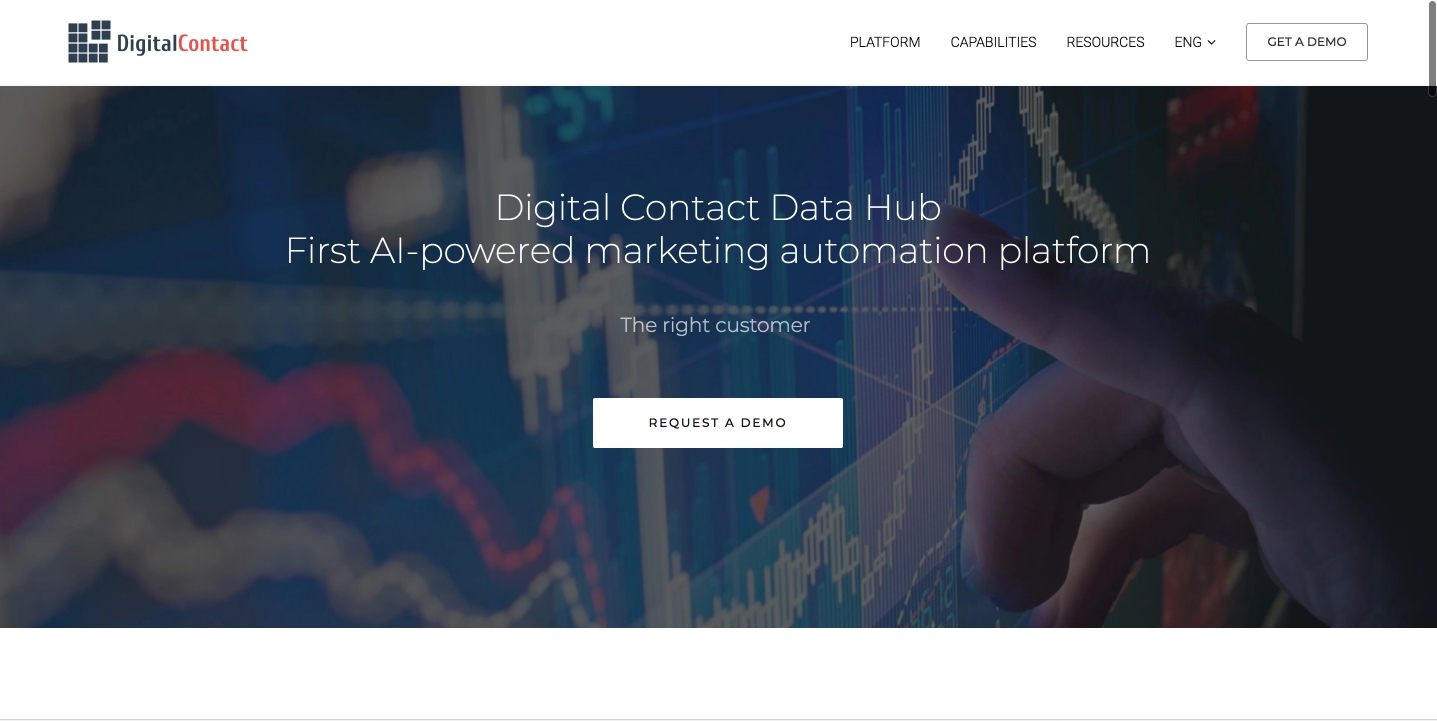 DigitalContact
PLATFORM
CAPABILITIES
RESOURCES
ENG
GET A DEMO
Digital Contact Data Hub
First AI-powered marketing automation platform
The right customer
REQUEST A DEMO